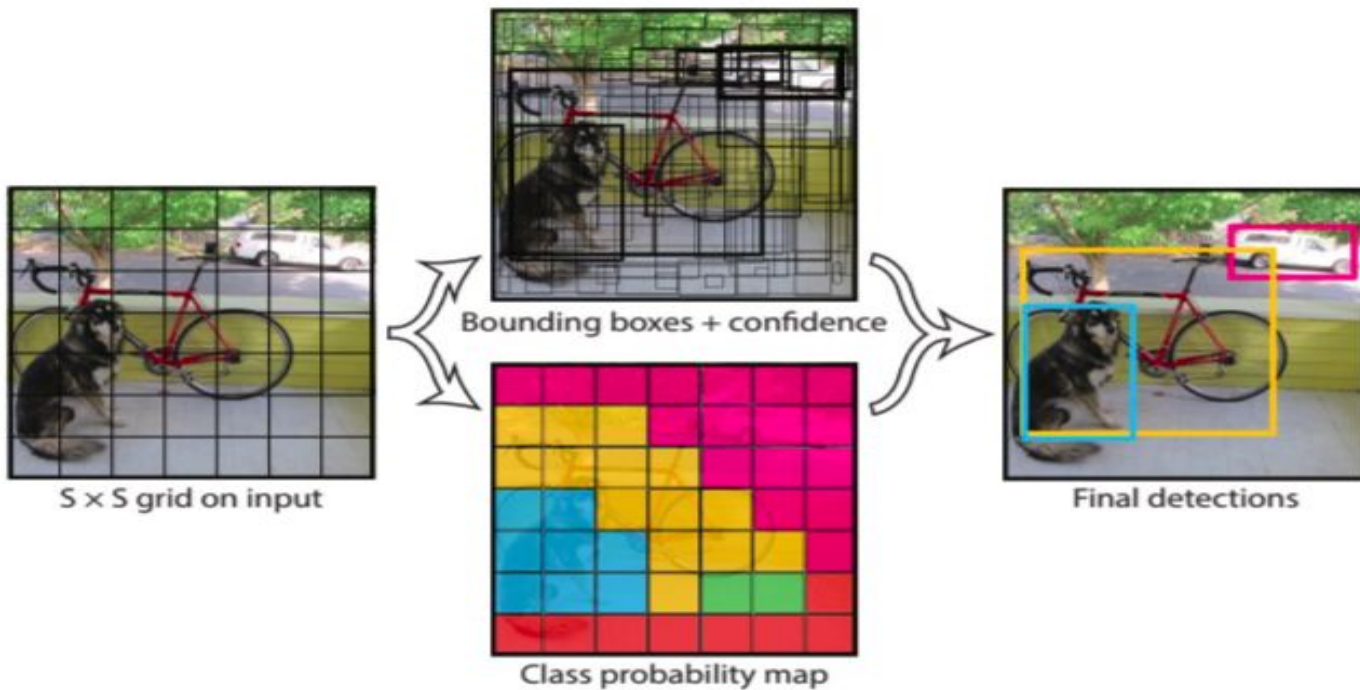 Bounding boxes + confidence
S × S grid on input
Final detections
Class probability map